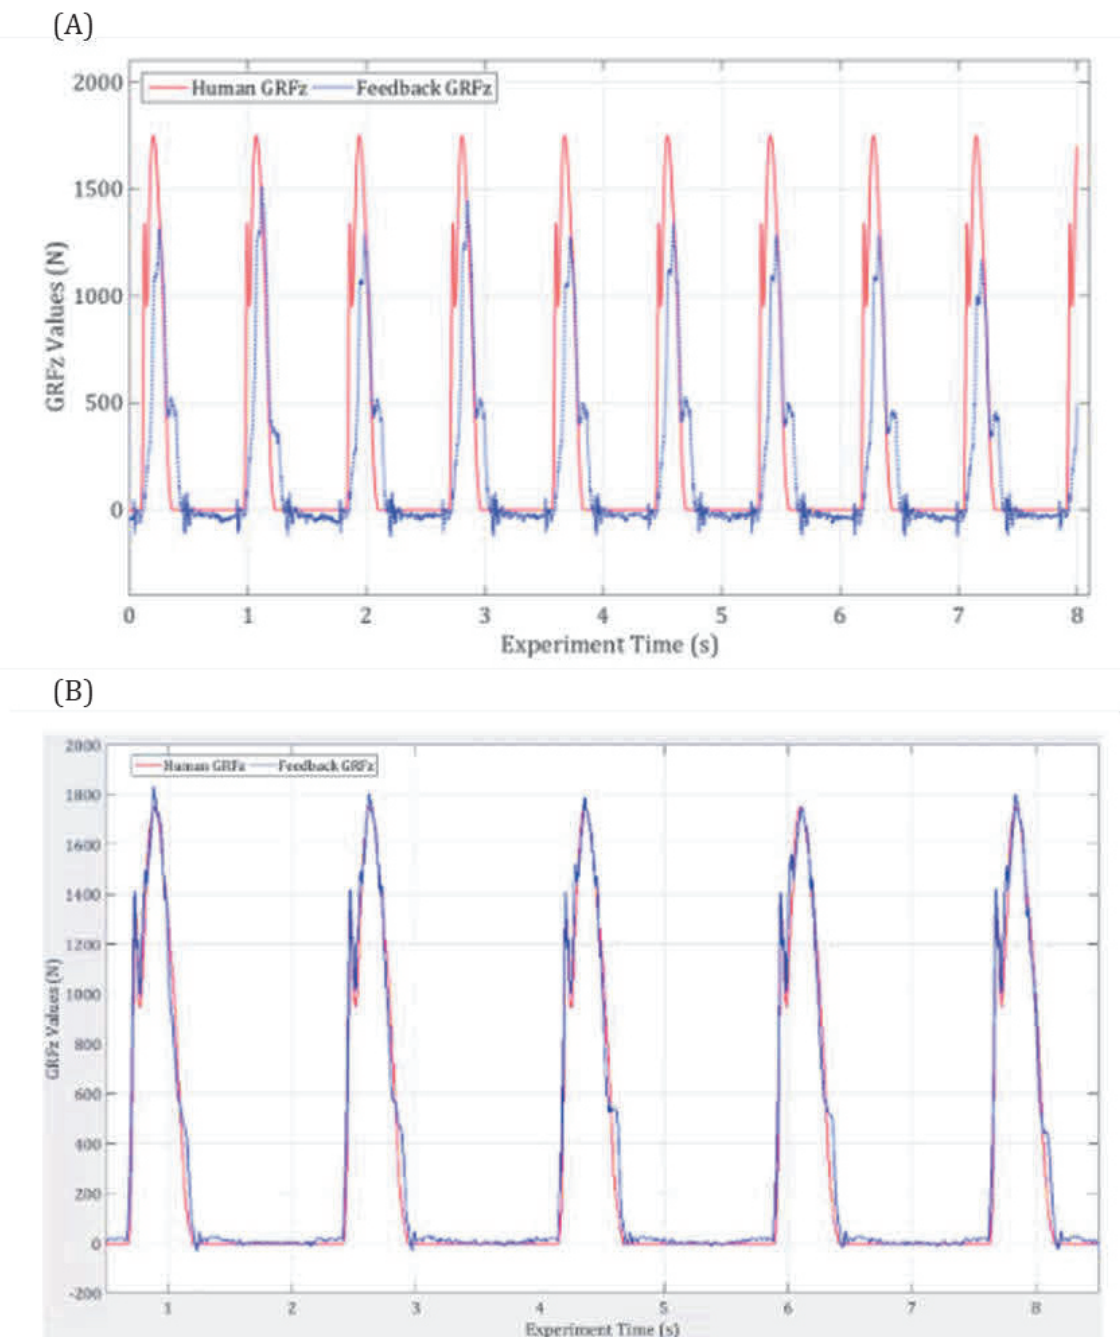 (A)
Human GRFz Feedback GRFz
2000
1500
1000
500
0
GRFz Values (N)
0 1 2 3 4 5 6 7 8
Experiment Time (s)
(B)
Human GRFz Feedback GRFz
2000
1800
1600
1400
1200
1000
800
600
400
200
0
-200
GRFz Values (N)
1 2 3 4 5 6 7 8
Experiment Time (s)